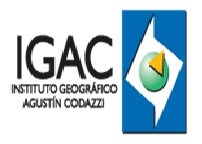 IGAC
INSTITUTO GEOGRÁFICO
AGUSTÍN CODAZZI